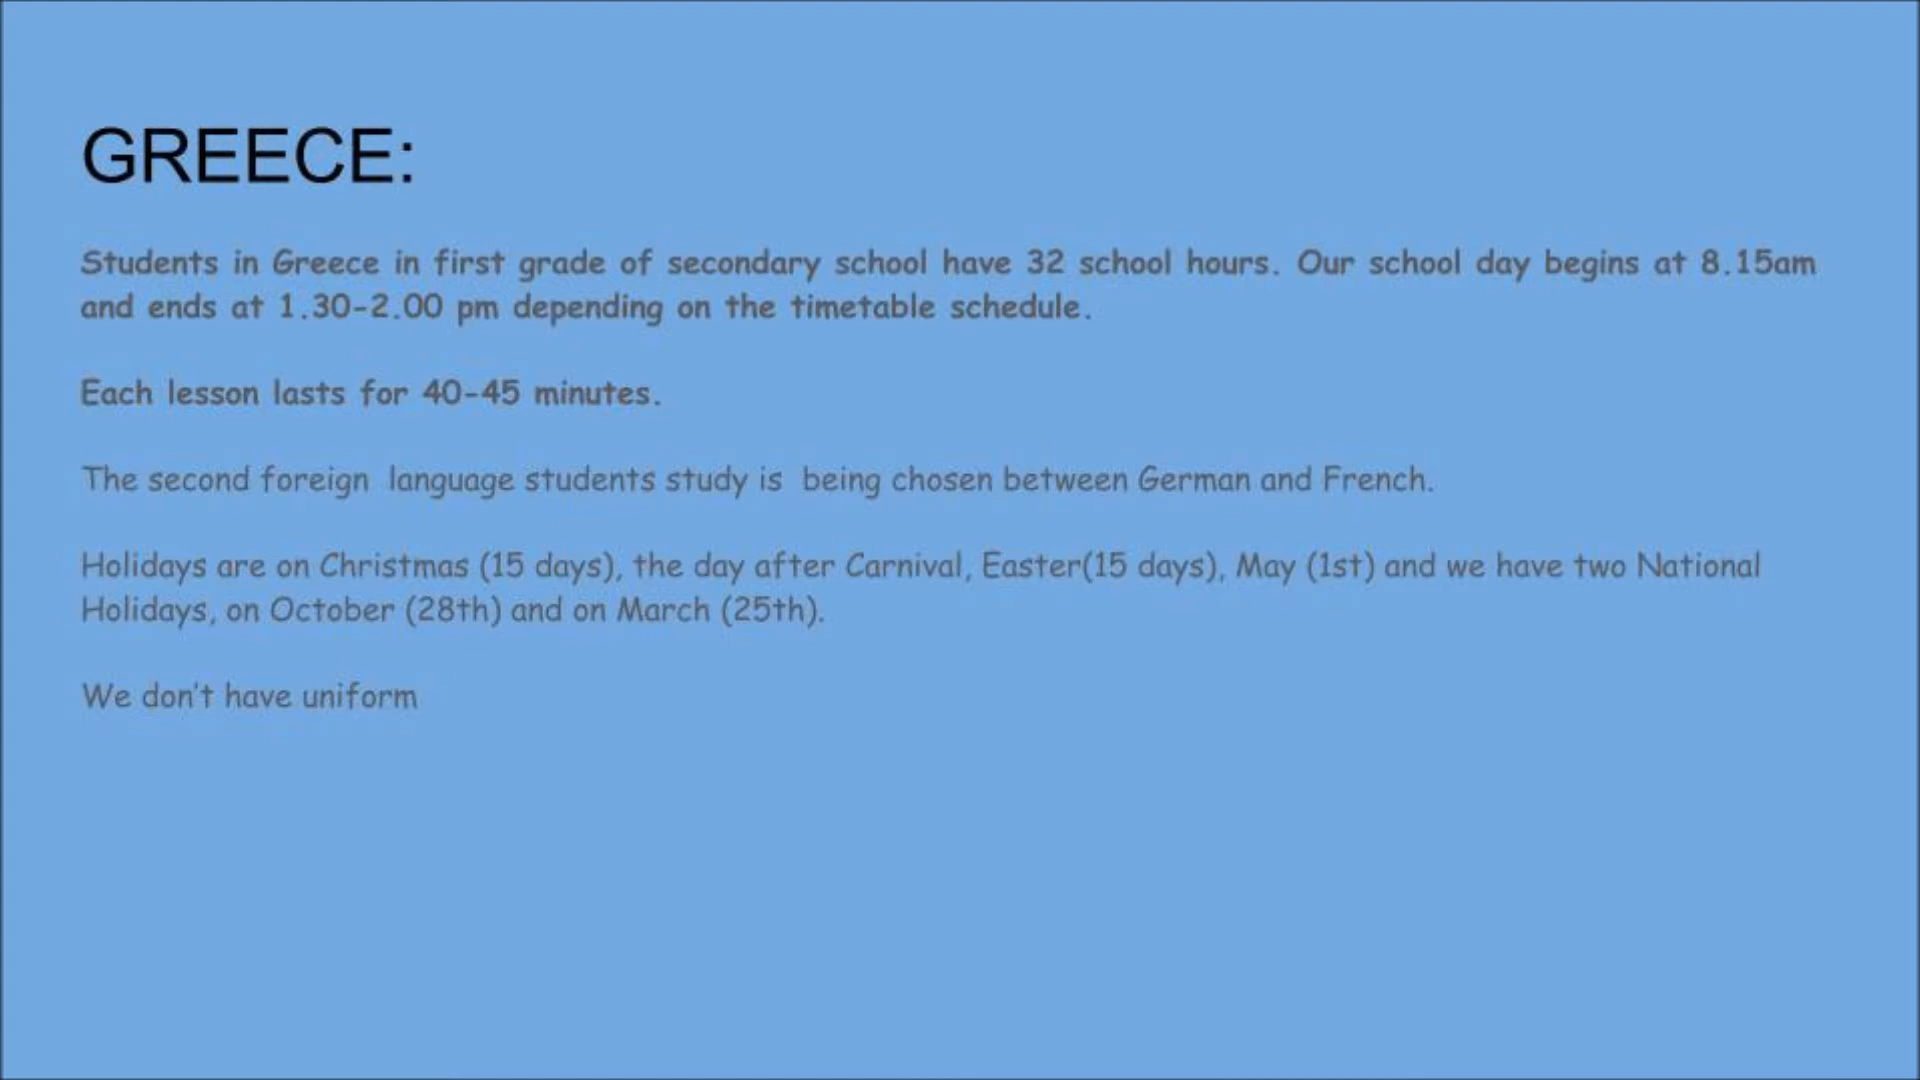 GREECE:
Students in Greece in first grade of secondary school have 32 school hours. Our school day begins at 8.15am
and ends at 1.30-2.00 pm depending on the timetable schedule.
Each lesson lasts for 40-45 minutes.
The second foreign  language students study is  being chosen between German and French.
Holidays are on Christmas (15 days), the day after Carnival, Easter(15 days), May (1st) and we have two National
Holidays, on October (28th) and on March (25th).
We don't have uniform